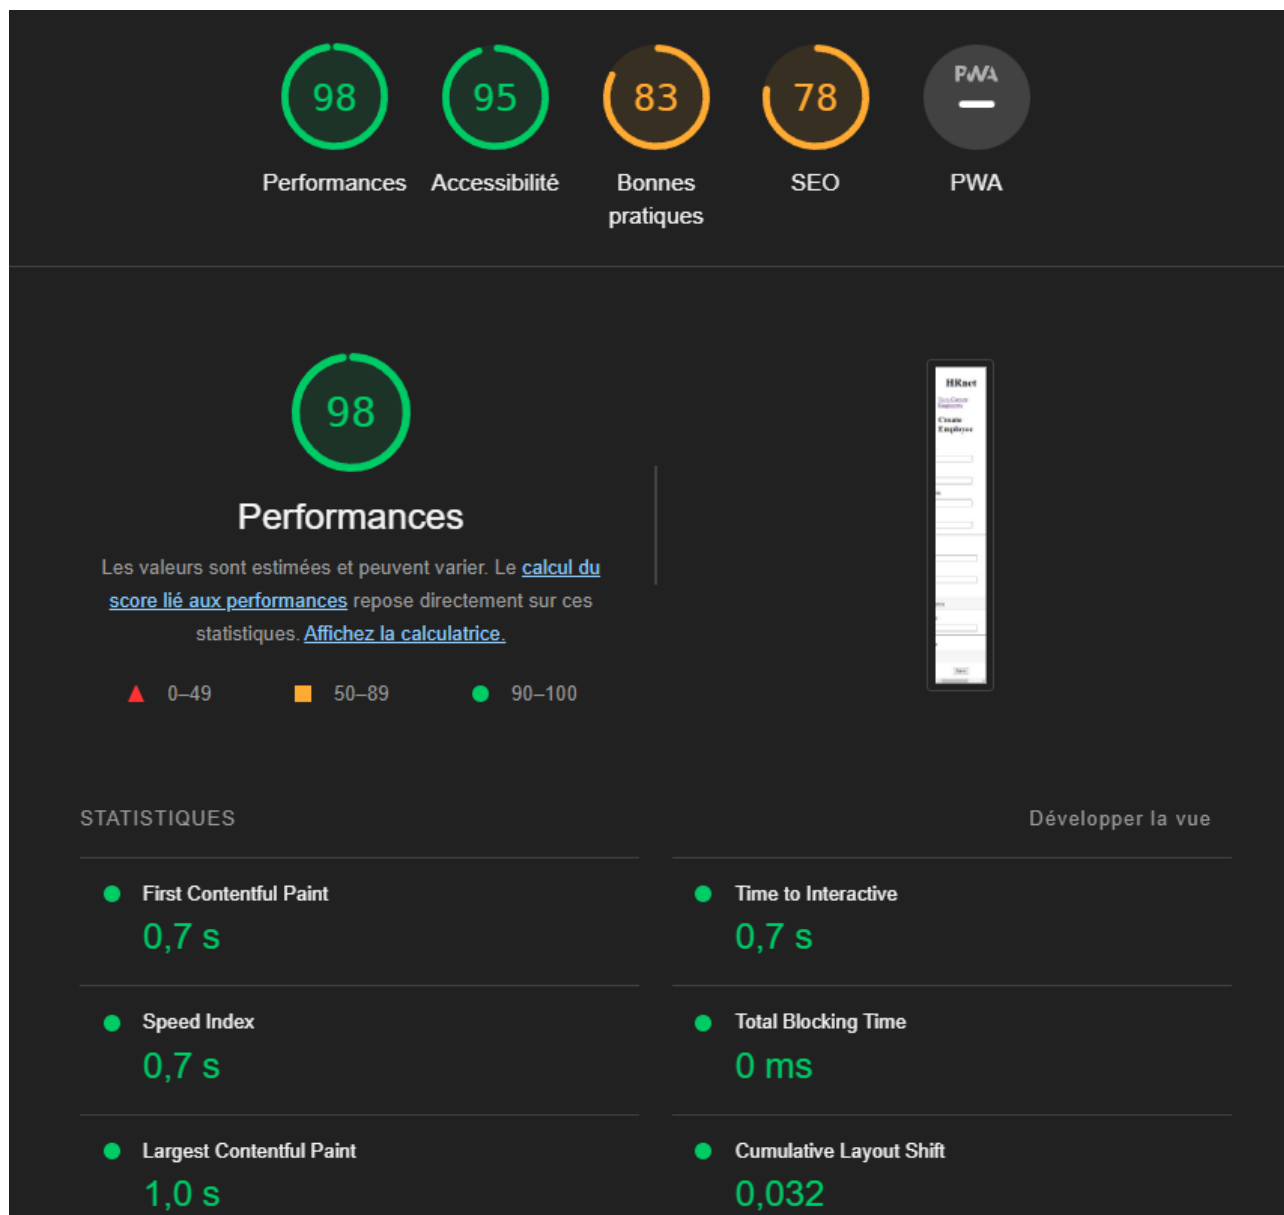 98
95
83
78
PWA
Performances
Accessibilité
Bonnes
pratiques
SEO
PWA
98
Performances
Les valeurs sont estimées et peuvent varier. Le calcul du
score lié aux performances repose directement sur ces
statistiques. Affichez la calculatrice.
0–49
50–89
90–100
HRnet
View Current
Employees
Create
Employee
Save
STATISTIQUES
Développer la vue
First Contentful Paint
0,7 s
Time to Interactive
0,7 s
Speed Index
0,7 s
Total Blocking Time
0 ms
Largest Contentful Paint
1,0 s
Cumulative Layout Shift
0,032